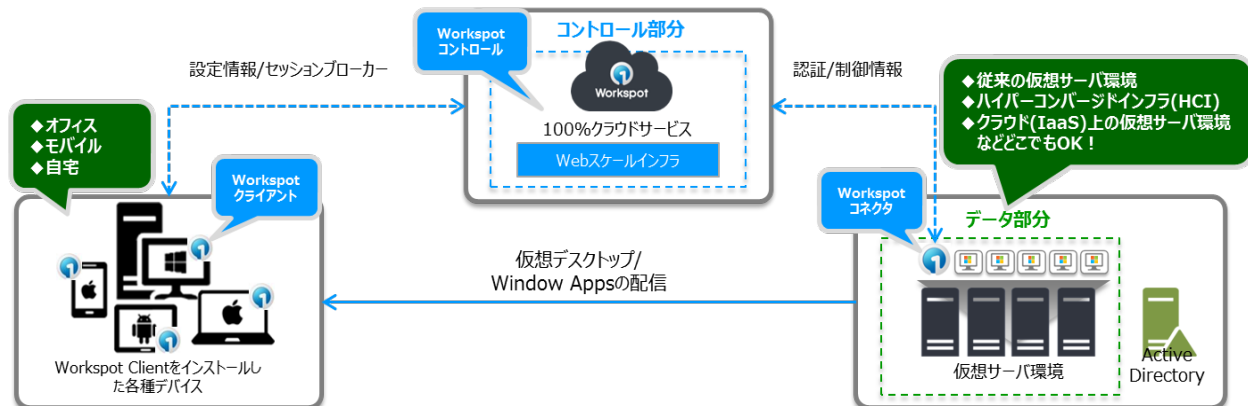 コントロール部分
Workspot
コントロール
Workspot
100%クラウドサービス
Webスケールインフラ
設定情報/セッションブローカー
認証/制御情報
◆オフィス
◆モバイル
◆自宅
Workspot
クライアント
Workspot Clientをインストールし
た各種デバイス
仮想デスクトップ/
Window Appsの配信
◆従来の仮想サーバ環境
◆ハイパーコンバージドインフラ(HCI)
◆クラウド(IaaS)上の仮想サーバ環境
などどこでもOK！
Workspot
コネクタ
データ部分
仮想サーバ環境
Active
Directory